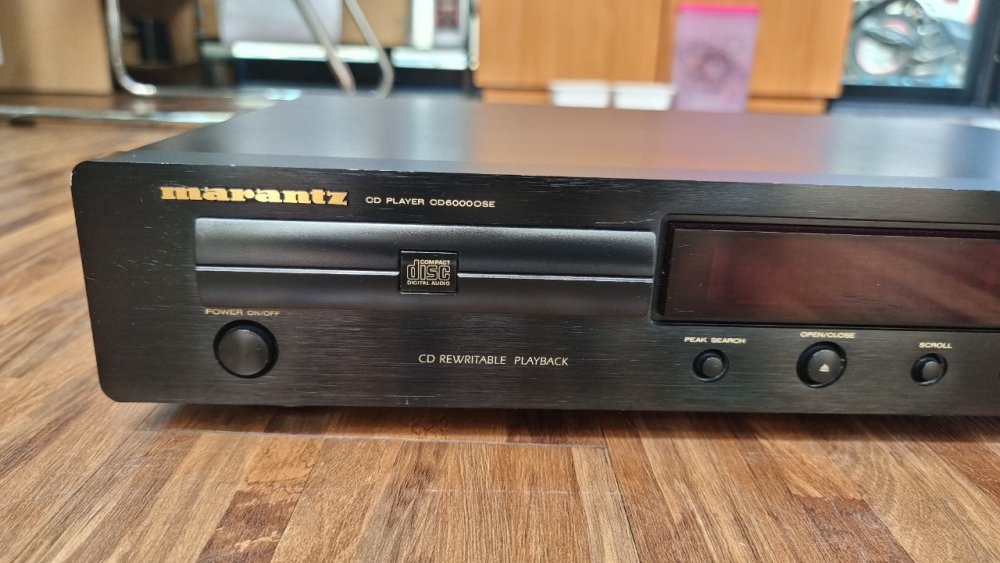 marantz CD PLAYER CD6000OSE
COMPACT
disc
DIGITAL AUDIO
POWER ON/OFF
CD REWRITABLE PLAYBACK
PEAK SEARCH
OPEN/CLOSE
SCROLL